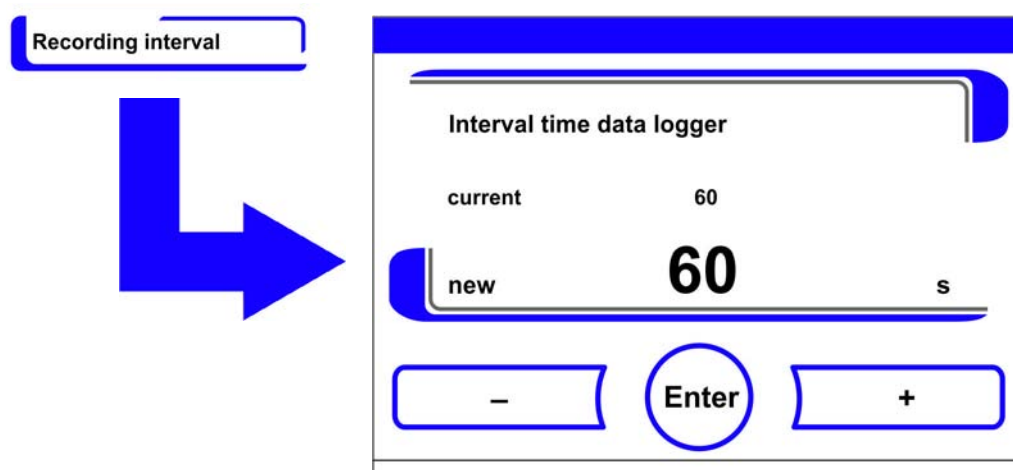 Recording interval
Interval time data logger
current 60
new 60 s
– Enter +